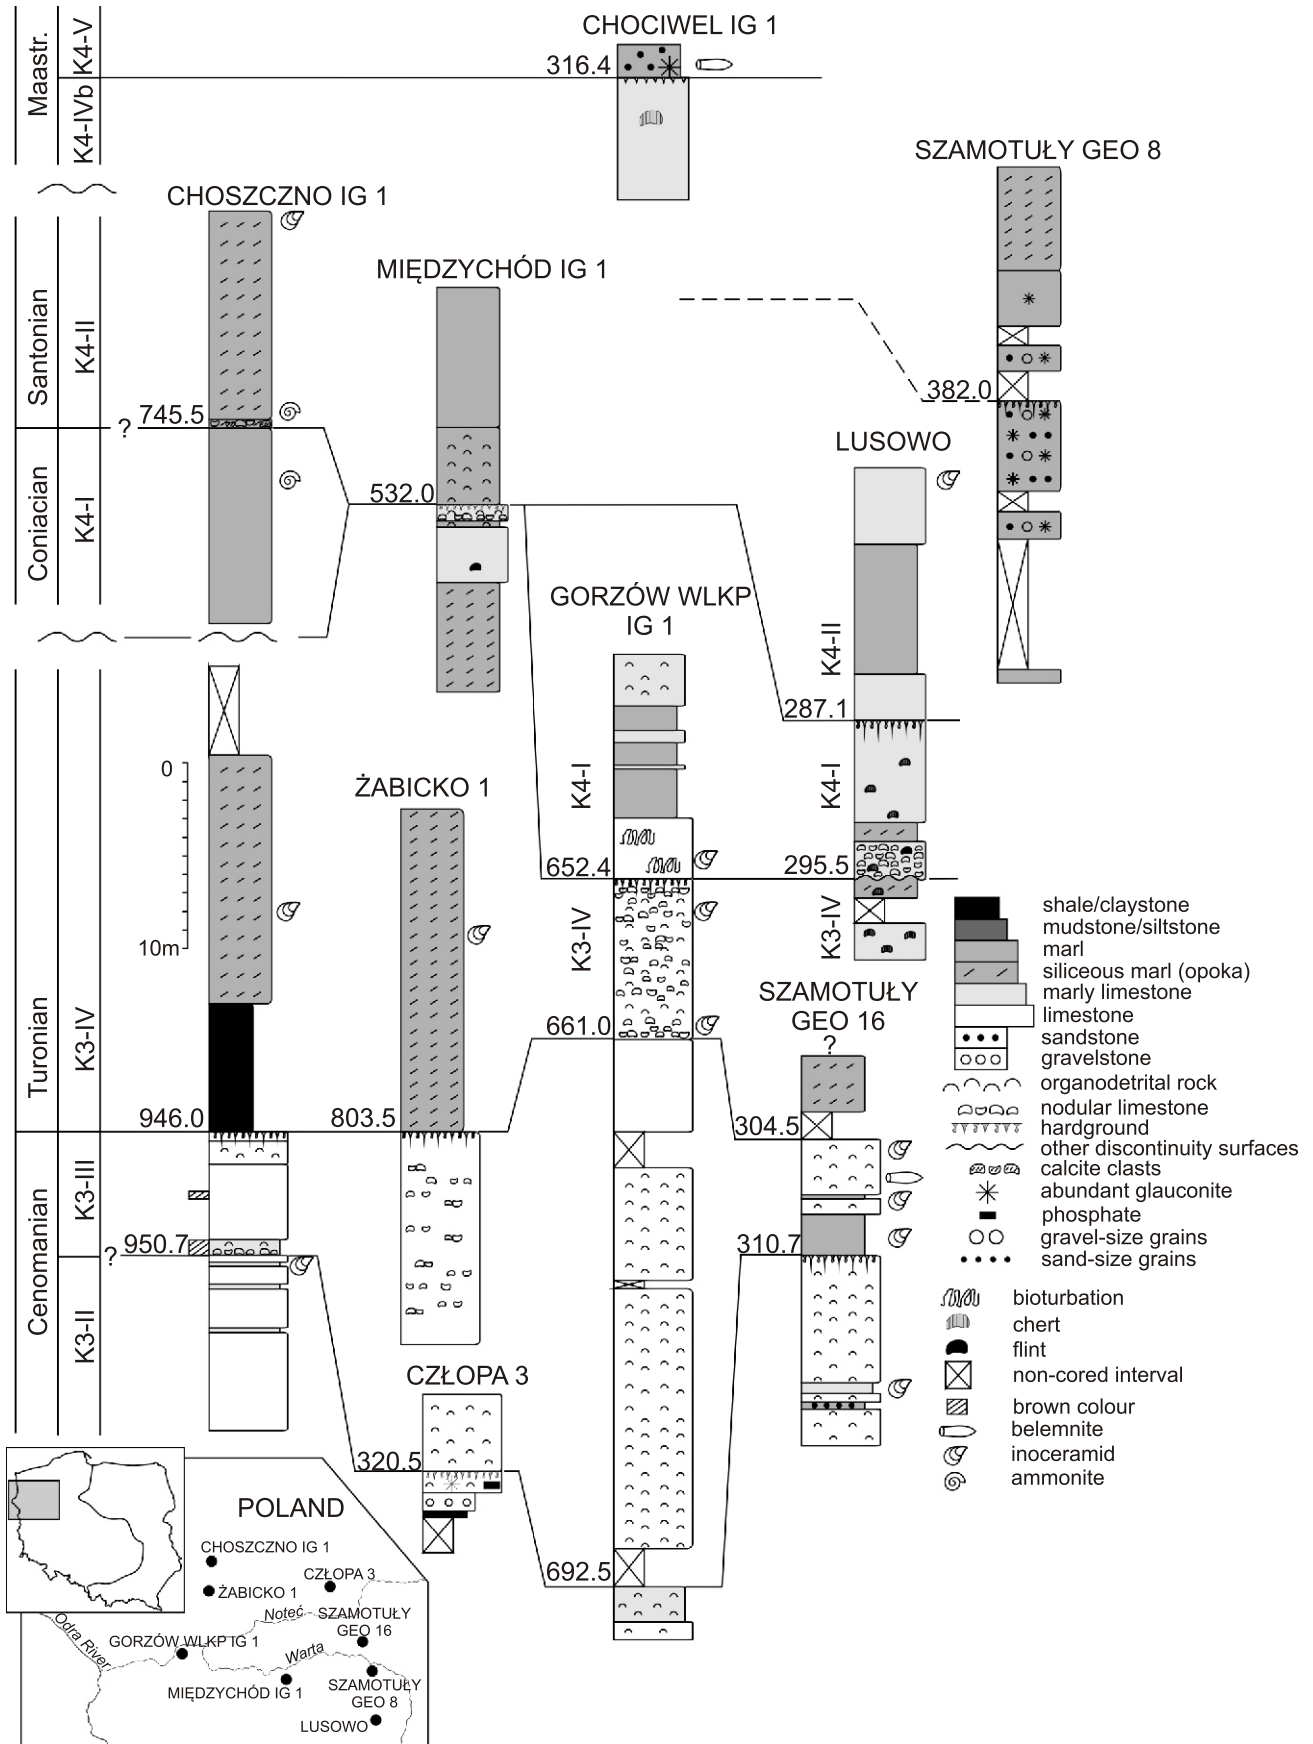 CHOCIWEL IG 1
Maastr.
K4-V
K4-IVb
316.4
SZAMOTUŁY GEO 8
CHOSZCZNO IG 1
MIĘDZYCHÓD IG 1
Santonian
K4-II
382.0
? 745.5
LUSOWO
Coniacian
K4-I
532.0
GORZÓW WLKP
IG 1
K4-II
287.1
0
10m
ŻABICKO 1
K4-I
K4-I
652.4
295.5
K3-IV
K3-IV
SZAMOTUŁY
GEO 16
?
Turonian
K3-IV
661.0
946.0
803.5
304.5
Cenomanian
K3-III
? 950.7
310.7
K3-II
CZŁOPA 3
320.5
692.5
shale/claystone
mudstone/siltstone
marl
siliceous marl (opoka)
marly limestone
limestone
sandstone
gravelstone
organodetrital rock
nodular limestone
hardground
other discontinuity surfaces
calcite clasts
abundant glauconite
phosphate
gravel-size grains
sand-size grains
bioturbation
chert
flint
non-cored interval
brown colour
belemnite
inoceramid
ammonite
POLAND
CHOSZCZNO IG 1
CZŁOPA 3
ŻABICKO 1
Noteć
SZAMOTUŁY
GEO 16
Odra River
GORZÓW WLKP IG 1
Warta
MIĘDZYCHÓD IG 1
SZAMOTUŁY
GEO 8
LUSOWO